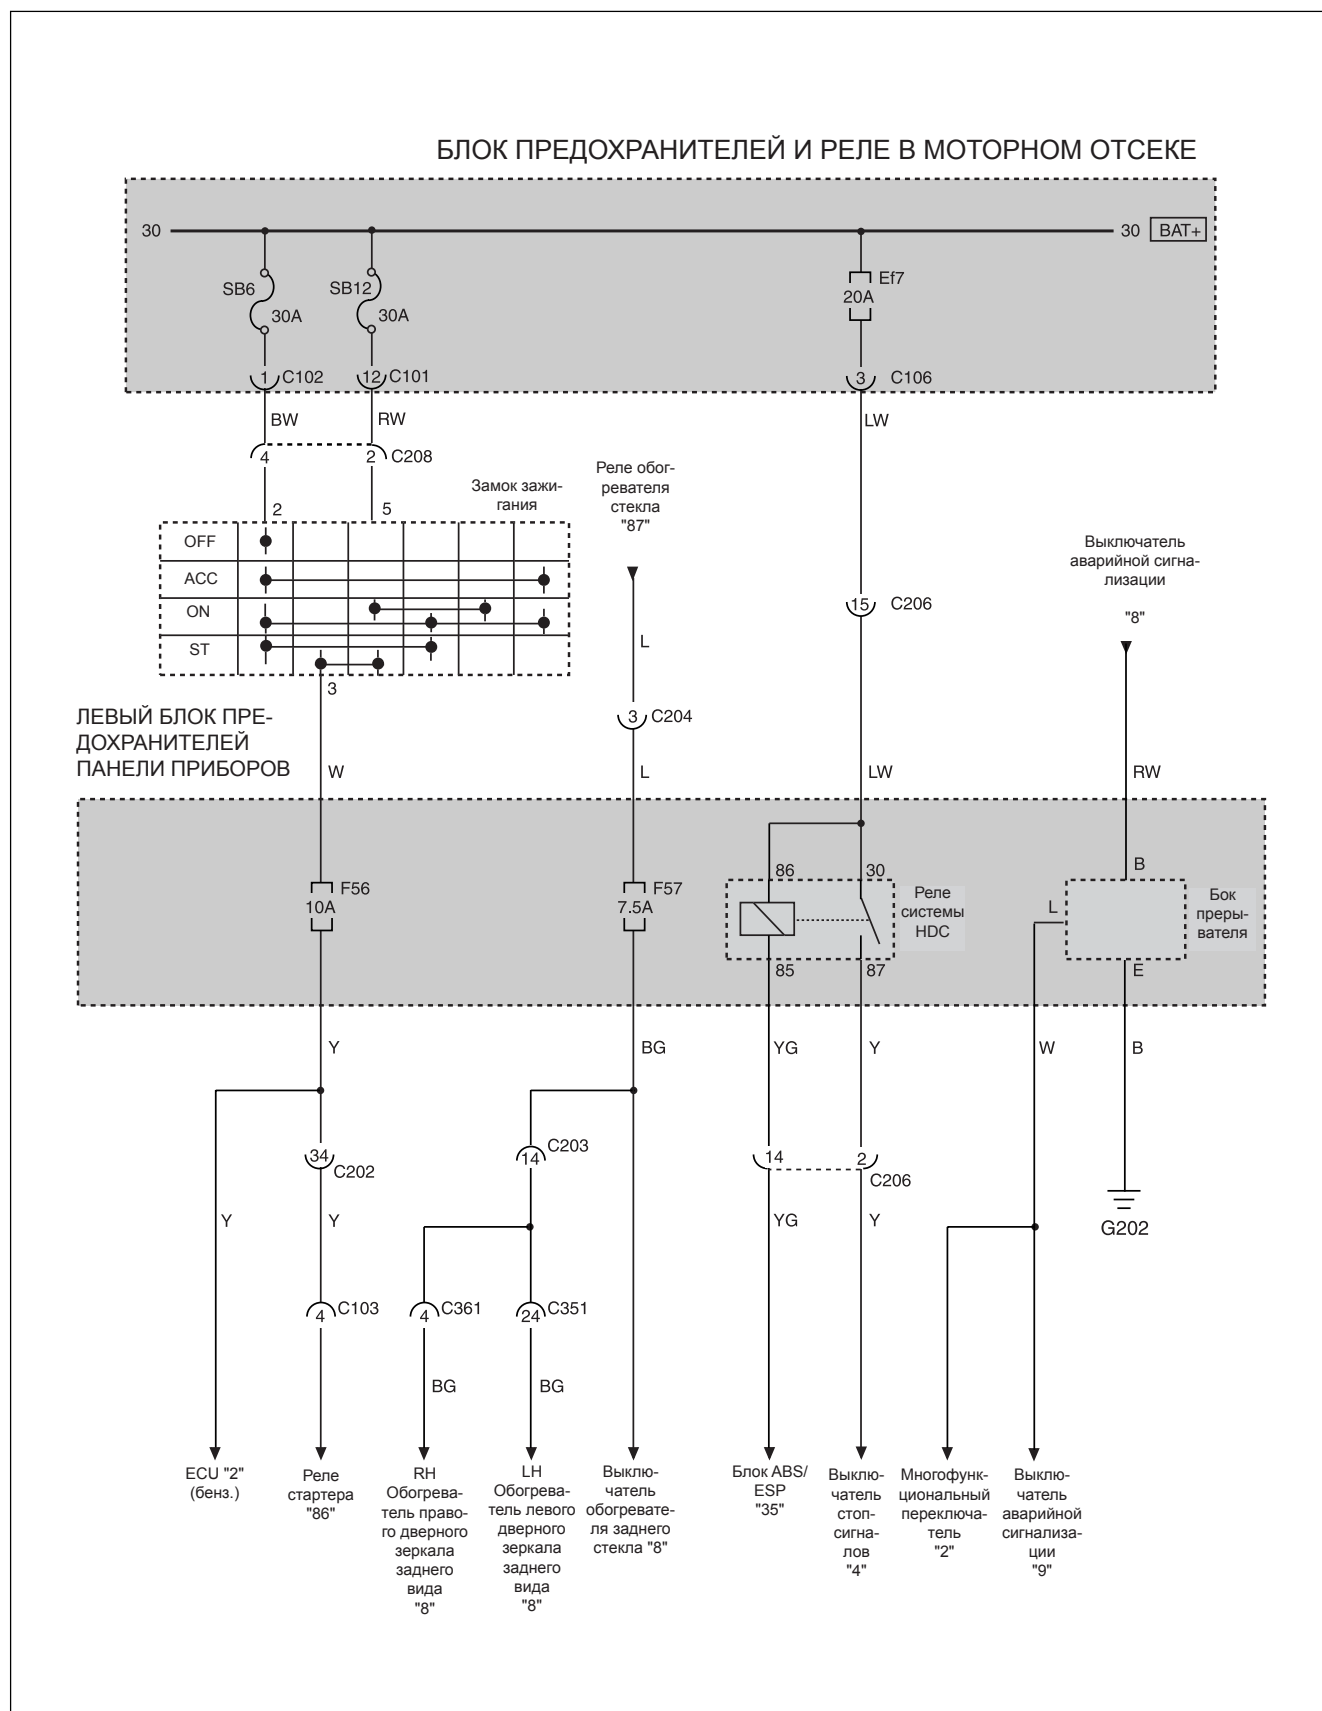 БЛОК ПРЕДОХРАНИТЕЛЕЙ И РЕЛЕ В МОТОРНОМ ОТСЕКЕ
30
30
BAT+
SB6
30A
SB12
30A
Ef7
20A
1
C102
12
C101
3
C106
BW
RW
LW
4
2
C208
Замок зажи-
гания
2
5
Реле обог-
ревателя
стекла
"87"
OFF
ACC
ON
ST
3
15
C206
Выключатель
аварийной сигна-
лизации
"8"
L
3
C204
ЛЕВЫЙ БЛОК ПРЕ-
ДОХРАНИТЕЛЕЙ
ПАНЕЛИ ПРИБОРОВ
W
L
LW
RW
F56
10A
F57
7.5A
86
30
85
87
Реле
системы
HDC
B
L
E
Бок
преры-
вателя
Y
BG
YG
Y
W
B
34
C202
14
C203
14
2
C206
Y
Y
YG
Y
G202
4
C103
4
C361
24
C351
BG
BG
ECU "2"
(бенз.)
Реле
стартера
"86"
RH
Обогрева-
тель право-
го дверного
зеркала
заднего
вида
"8"
LH
Обогрева-
тель левого
дверного
зеркала
заднего
вида
"8"
Выклю-
чатель
обогревате-
ля заднего
стекла "8"
Блок ABS/
ESP
"35"
Выклю-
чатель
стоп-
сигна-
лов
"4"
Многофунк-
циональный
переключа-
тель
"2"
Выклю-
чатель
аварийной
сигнализа-
ции
"9"